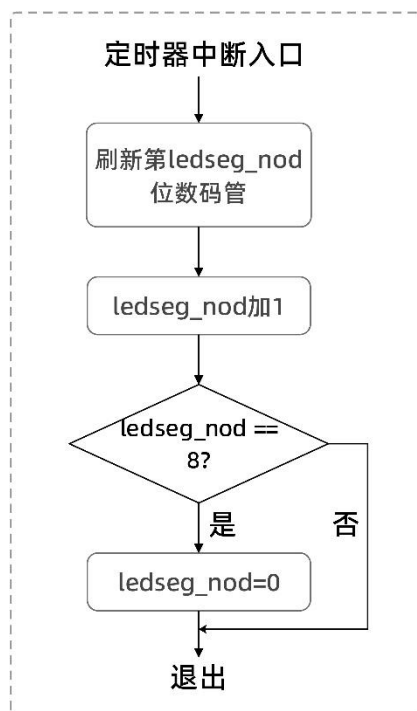 定时器中断入口
刷新第ledseg_nod
位数码管
ledseg_nod加1
ledseg_nod ==
8?
是
否
ledseg_nod=0
退出